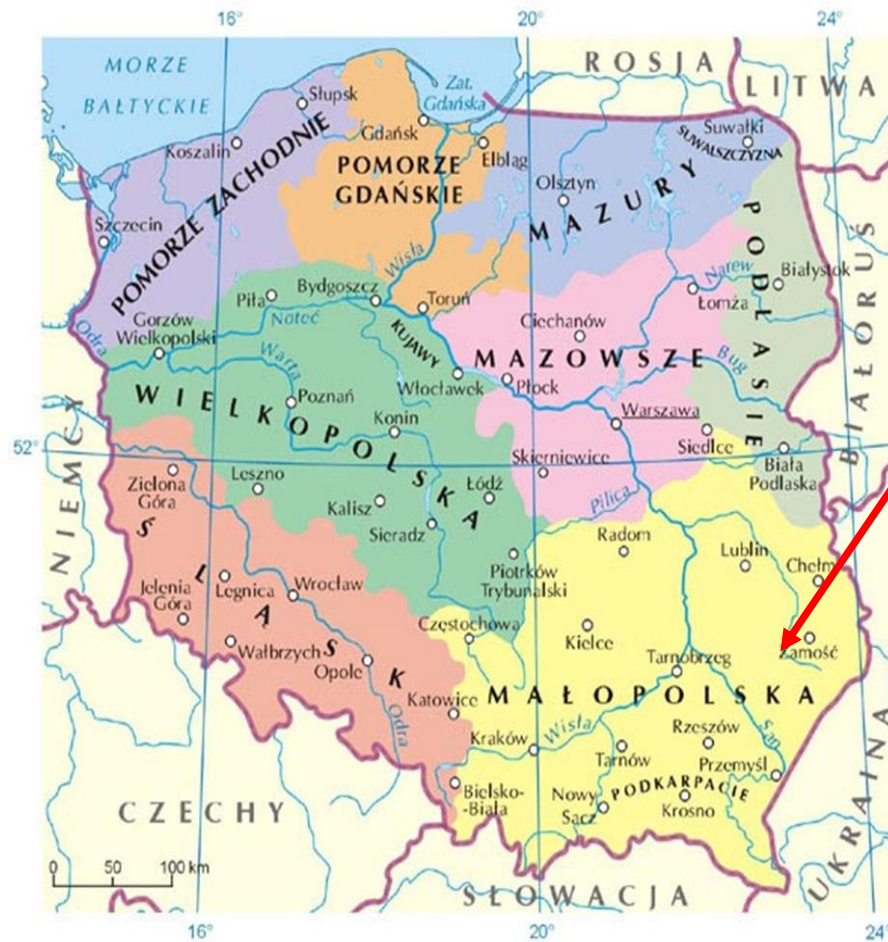 16°
20°
24°
MORZE
BAŁTYCKIE
Zat.
Gdańska
ROSJA
LITWA
Słupsk
Koszalin
Gdańsk
Elbląg
Suwałki
SUWALSZCZYZNA
POMORZE ZACHODNIE
POMORZE
GDAŃSKIE
Olsztyn
MAZURY
Szczecin
Wisła
PODLASIE
Narew
Białystok
Łomża
BIAŁORUŚ
Piła
Bydgoszcz
Toruń
Noteć
Odra
Gorzów
Wielkopolski
KUJAWY
Ciechanów
MAZOWSZE
Bug
Warta
Włocławek
Płock
WIELKOPOLSKA
Poznań
Konin
Warszawa
Siedlce
Biała
Podlaska
52°
NIEMCY
Zielona
Góra
Leszno
Kalisz
Łódź
Sieradz
Skierniewice
Pilica
Radom
Lublin
Chełm
ŚLĄSK
Piotrków
Trybunalski
Jelenia
Góra
Legnica
Wrocław
Wałbrzych
Opole
Częstochowa
Kielce
Zamość
Tarnobrzeg
MAŁOPOLSKA
Katowice
Odra
Kraków
Wisła
Tarnów
Rzeszów
San
Przemyśl
Bielsko-
-Biała
Nowy
Sącz
PODKARPACIE
Krosno
CZECHY
SŁOWACJA
UKRAINA
0 50 100 km
16°
20°
24°